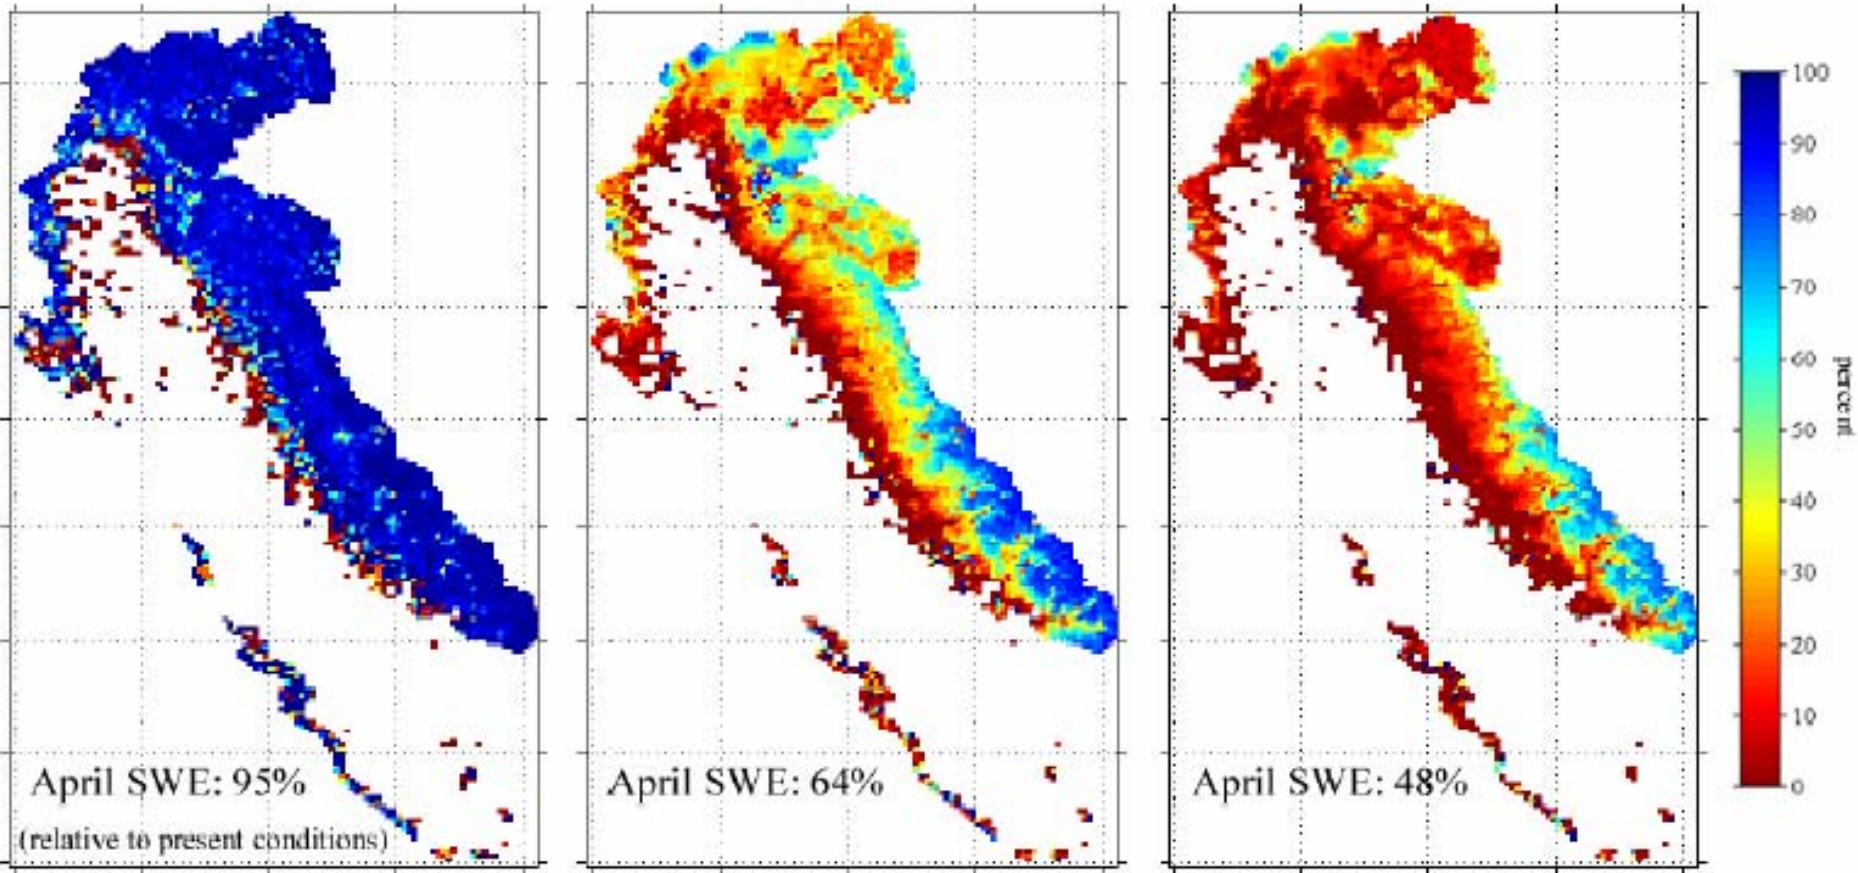 April SWE: 95%
(relative to present conditions)
April SWE: 64%
April SWE: 48%
100
90
80
70
60
50
40
30
20
10
0
percent